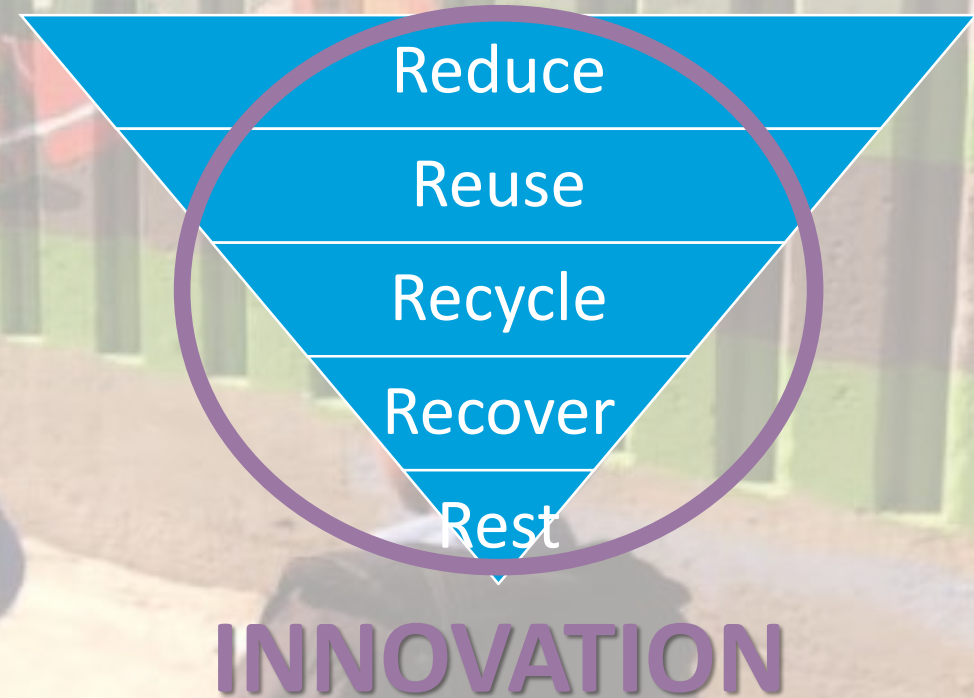 Reduce
Reuse
Recycle
Recover
Rest
INNOVATION